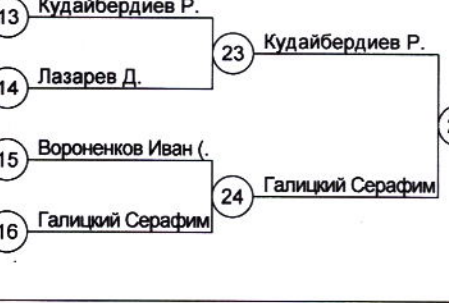 13 Кудайбердиев Р.
23 Кудайбердиев Р.
14 Лазарев Д.
15 Вороненков Иван (.
24 Галицкий Серафим
16 Галицкий Серафим